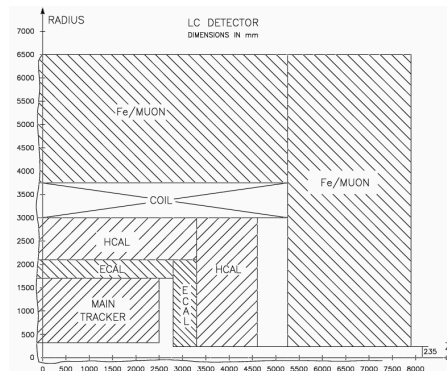 RADIUS
LC DETECTOR
DIMENSIONS IN mm
7000
6500
6000
5500
5000
4500
4000
3500
3000
2500
2000
1500
1000
500
0
Fe/MUON
Fe/MUON
COIL
HCAL
HCAL
ECAL
ECAL
MAIN
TRACKER
235
Z
0 500 1000 1500 2000 2500 3000 3500 4000 4500 5000 5500 6000 6500 7000 7500 8000